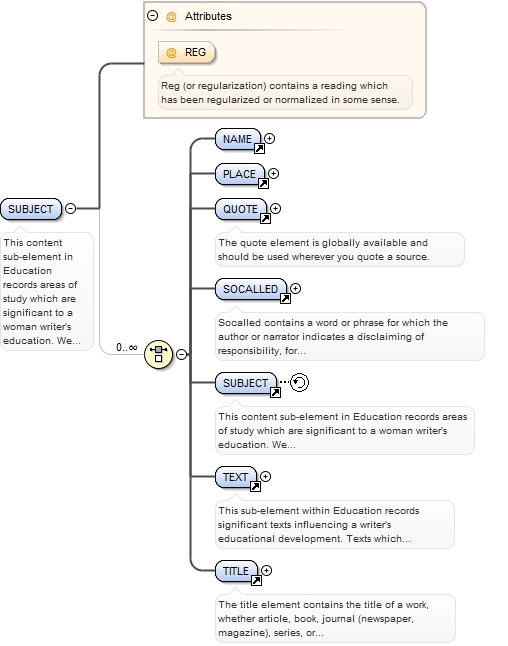 Attributes
REG
Reg (or regularization) contains a reading which
has been regularized or normalized in some sense.
SUBJECT
This content
sub-element in
Education
records areas of
study which are
significant to a
woman writer's
education. We...
0..∞
NAME
PLACE
QUOTE
The quote element is globally available and
should be used wherever you quote a source.
SOCALLED
Socalled contains a word or phrase for which the
author or narrator indicates a disclaiming of
responsibility, for...
SUBJECT
This content sub-element in Education records areas
of study which are significant to a woman writer's
education. We...
TEXT
This sub-element within Education records
significant texts influencing a writer's
educational development. Texts which...
TITLE
The title element contains the title of a work,
whether article, book, journal (newspaper,
magazine), series, or...